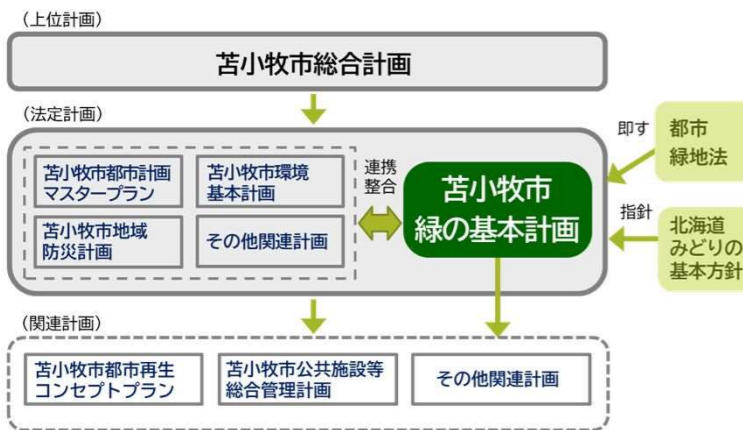 （上位計画）
苫小牧市総合計画
（法定計画）
苫小牧市都市計画
マスタープラン
苫小牧市環境
基本計画
苫小牧市地域
防災計画
その他関連計画
連携
整合
苫小牧市
緑の基本計画
即す
都市
緑地法
指針
北海道
みどりの
基本方針
（関連計画）
苫小牧市都市再生
コンセプトプラン
苫小牧市公共施設等
総合管理計画
その他関連計画